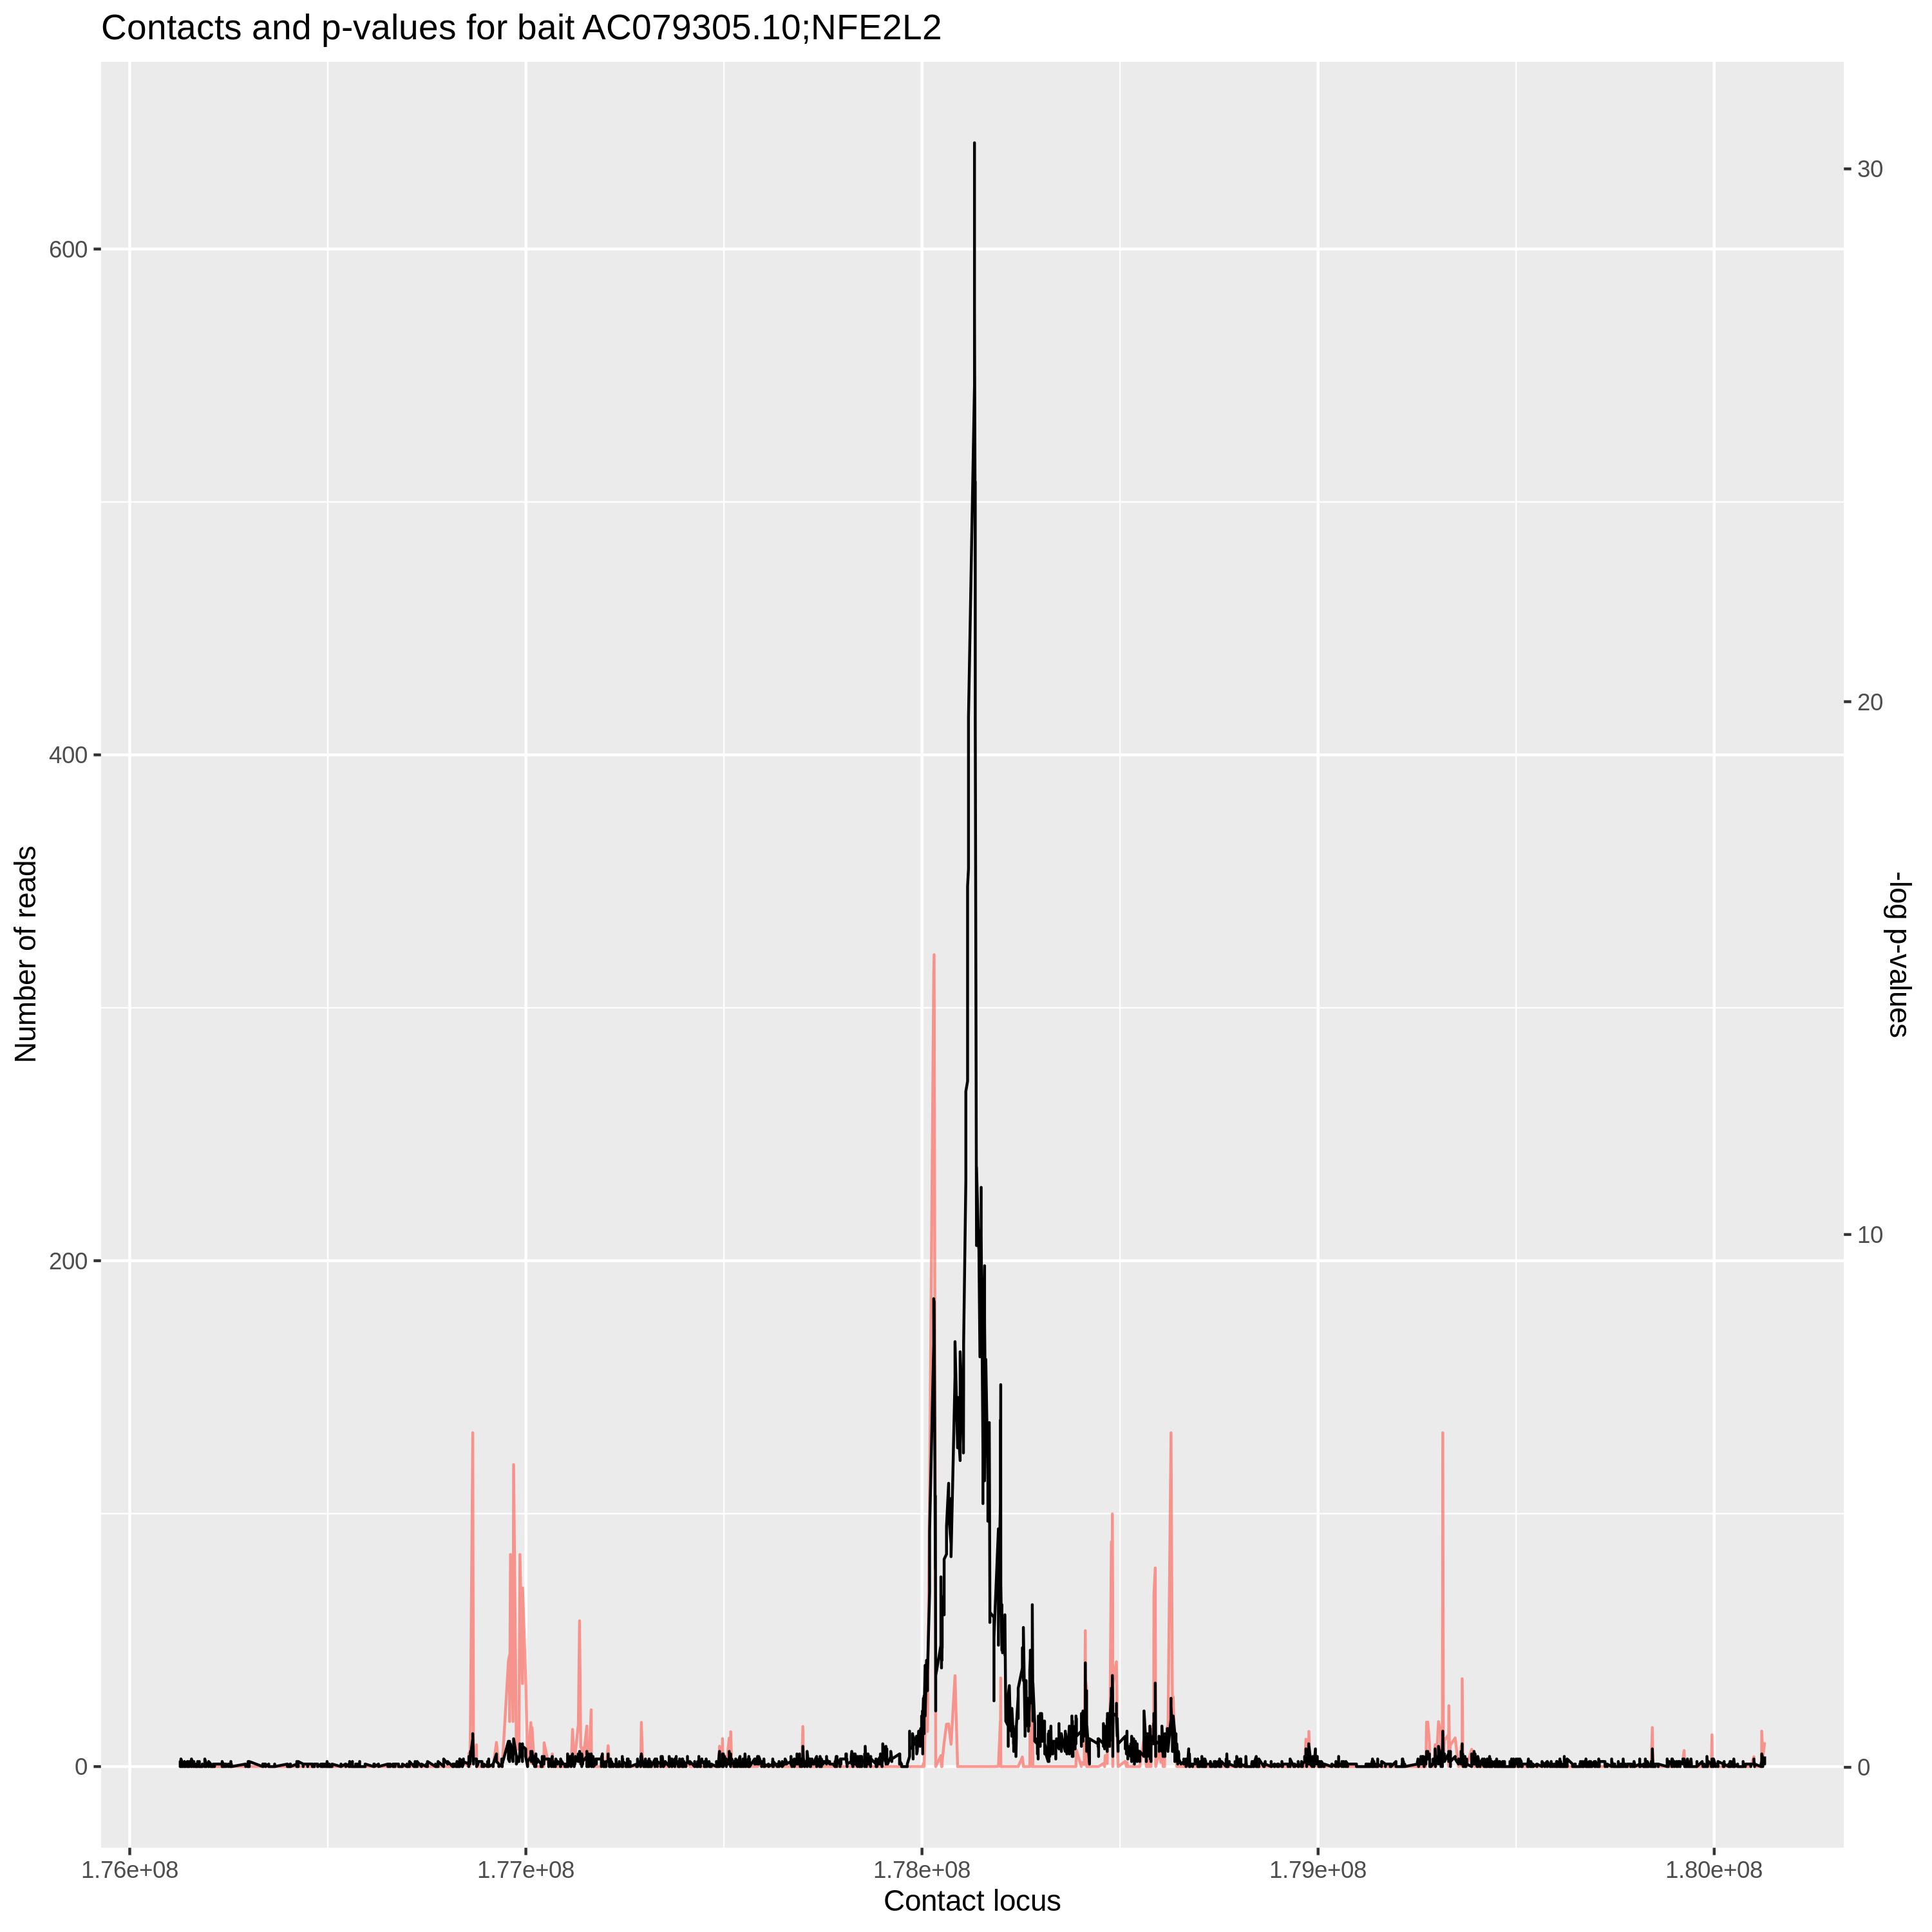 Contacts and p-values for bait AC079305.10;NFE2L2
600
400
200
0
30
20
10
0
Number of reads
-log p-values
1.76e+08 1.77e+08 1.78e+08 1.79e+08 1.80e+08
Contact locus